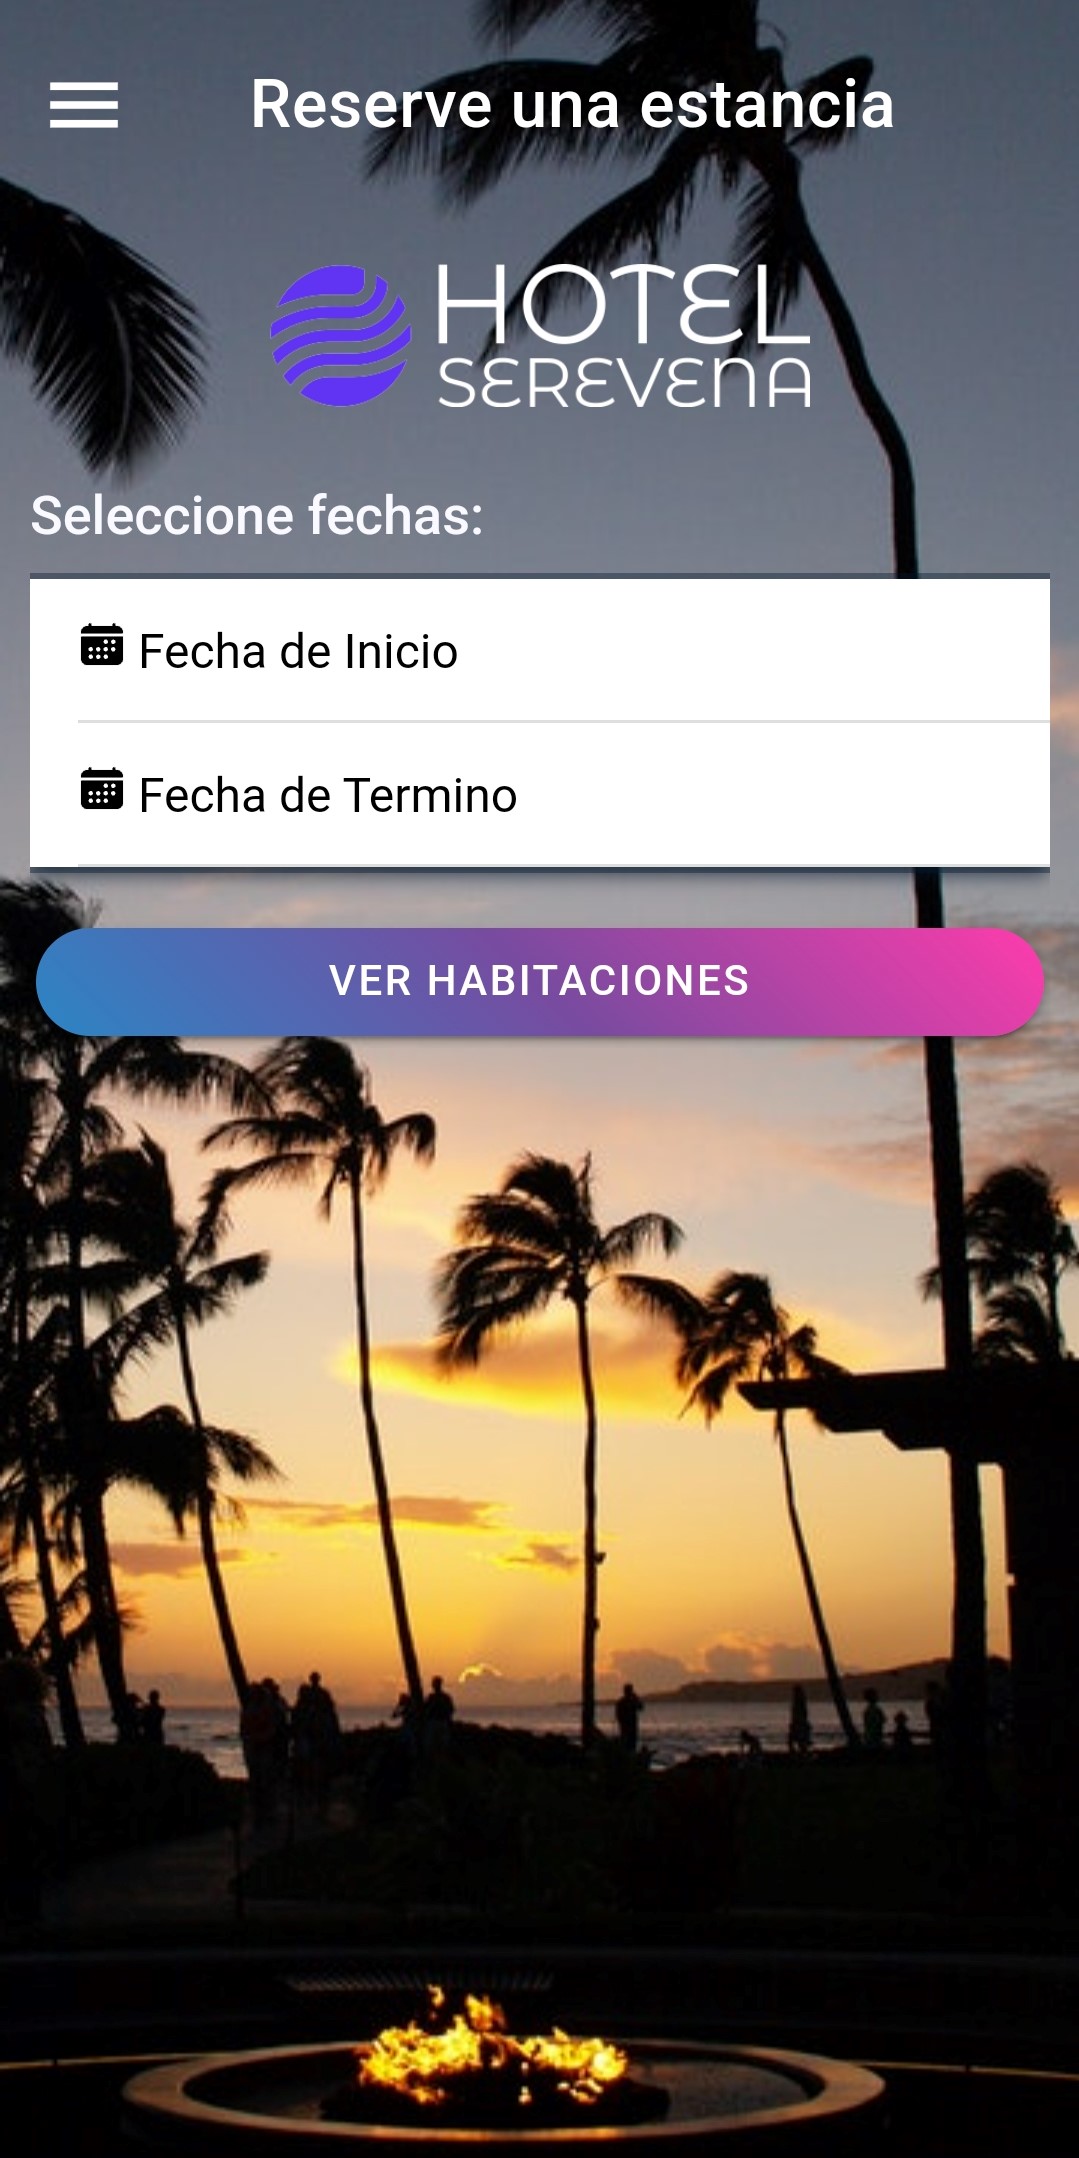 Reserve una estancia
HOTEL
SEREVENA
Seleccione fechas:
Fecha de Inicio
Fecha de Termino
VER HABITACIONES